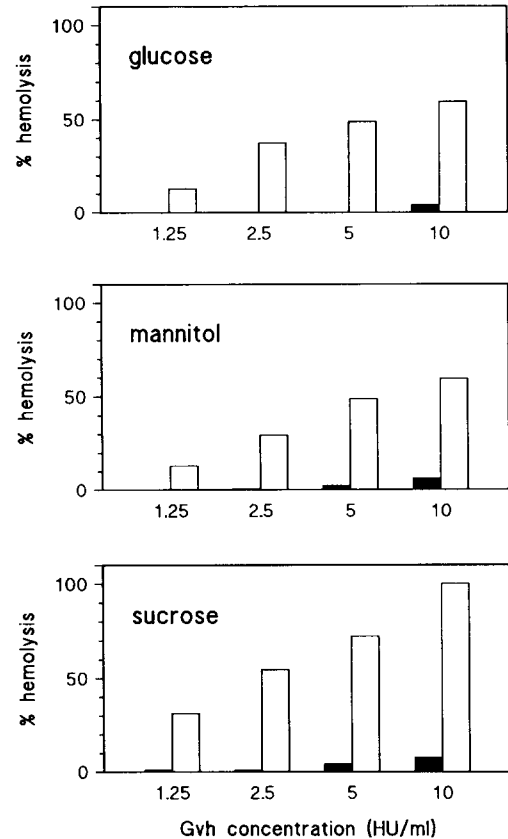 100
glucose
50
0
% hemolysis
1.25 2.5 5 10
100
mannitol
50
0
% hemolysis
1.25 2.5 5 10
100
sucrose
50
0
% hemolysis
1.25 2.5 5 10
Gvh concentration (HU/ml)